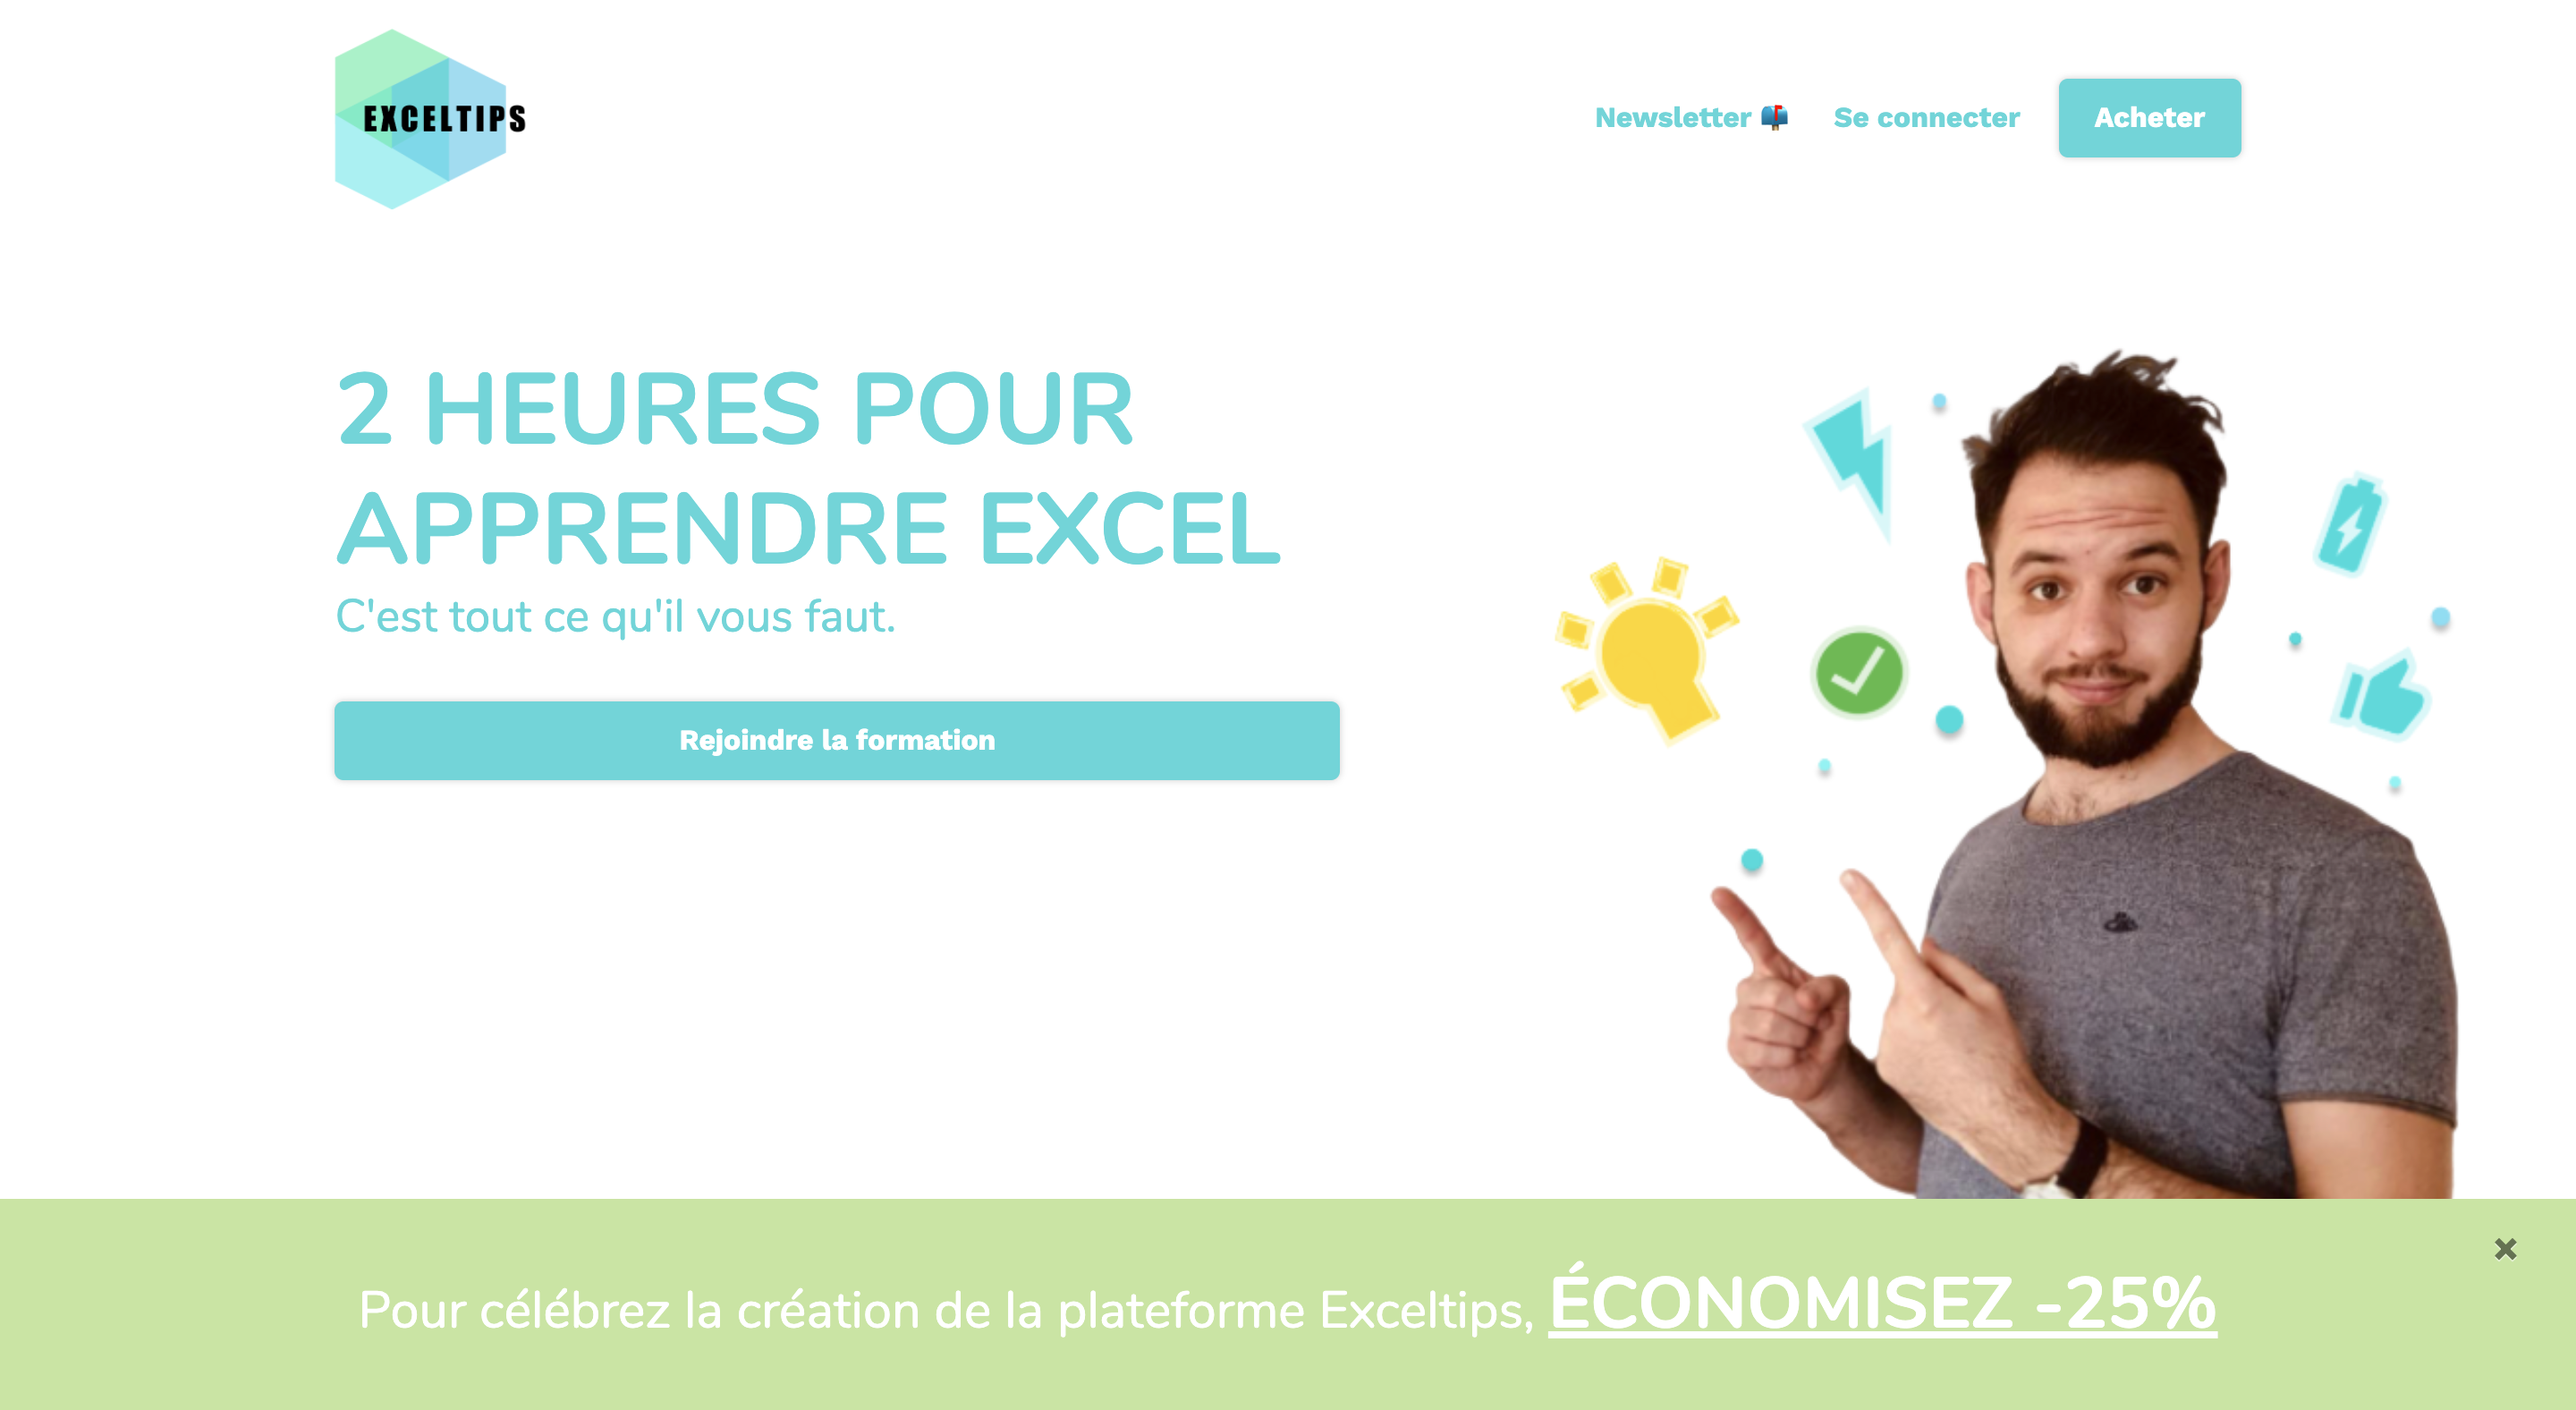 EXCELTIPS
Newsletter 📫 Se connecter Acheter
2 HEURES POUR
APPRENDRE EXCEL
C'est tout ce qu'il vous faut.
Rejoindre la formation
Pour célébrez la création de la plateforme Exceltips, ÉCONOMISEZ -25%
×